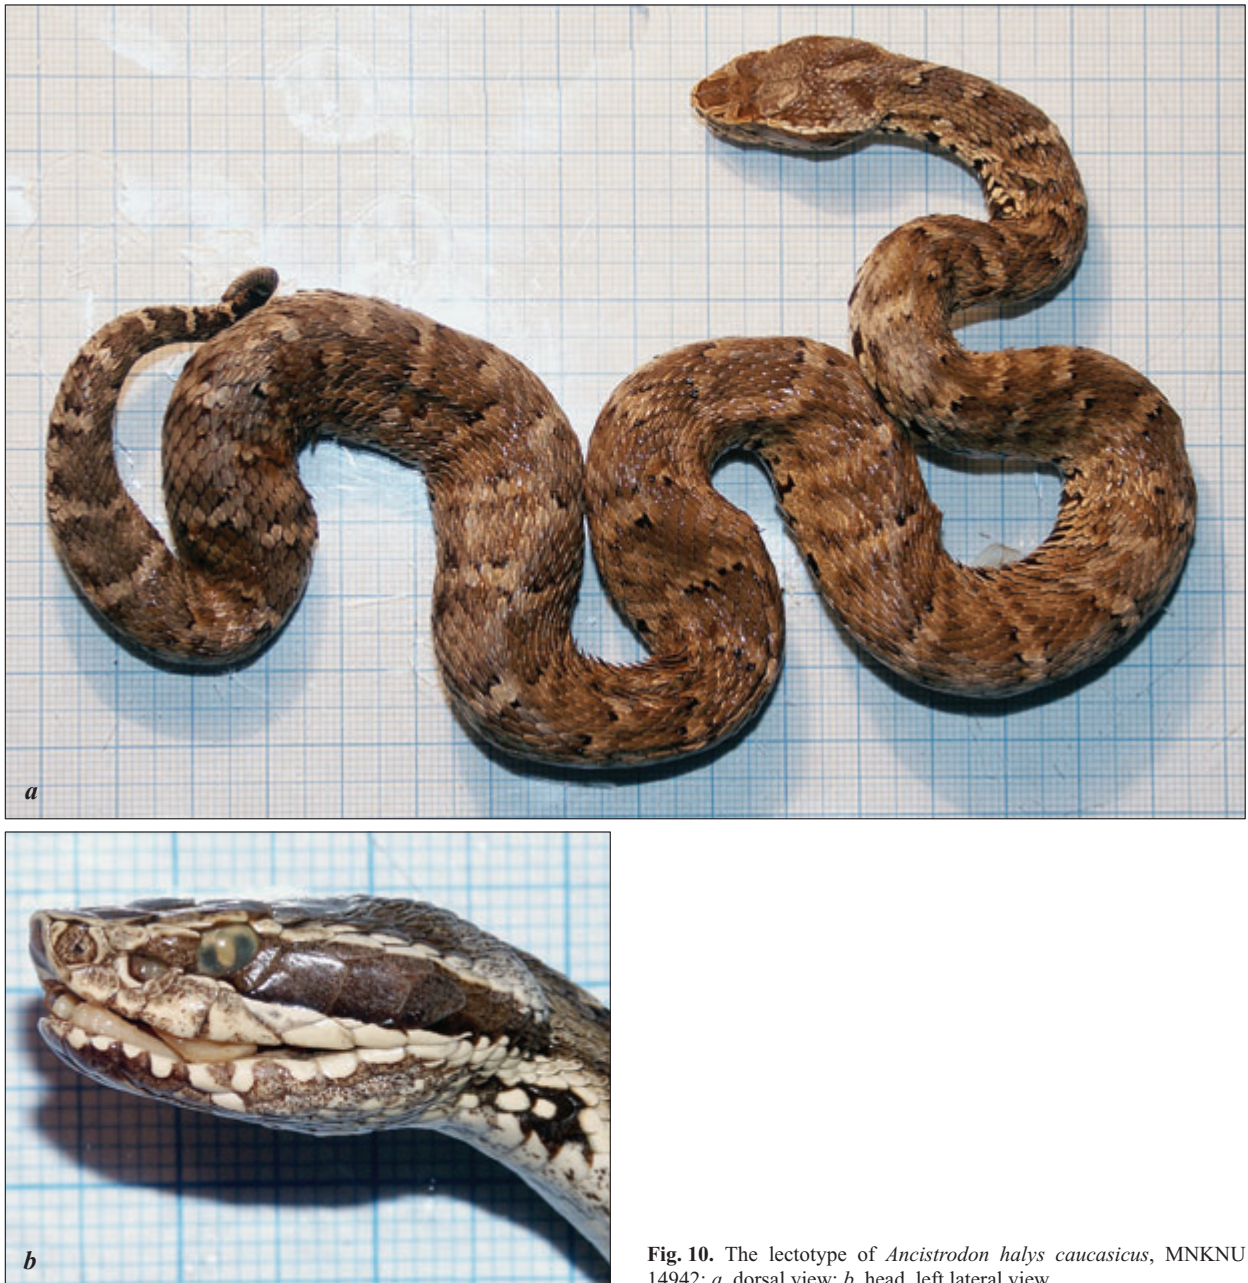 a
b
Fig. 10. The lectotype of Ancistrodon halys caucasicus, MNKNU
14942: a, dorsal view; b, head, left lateral view